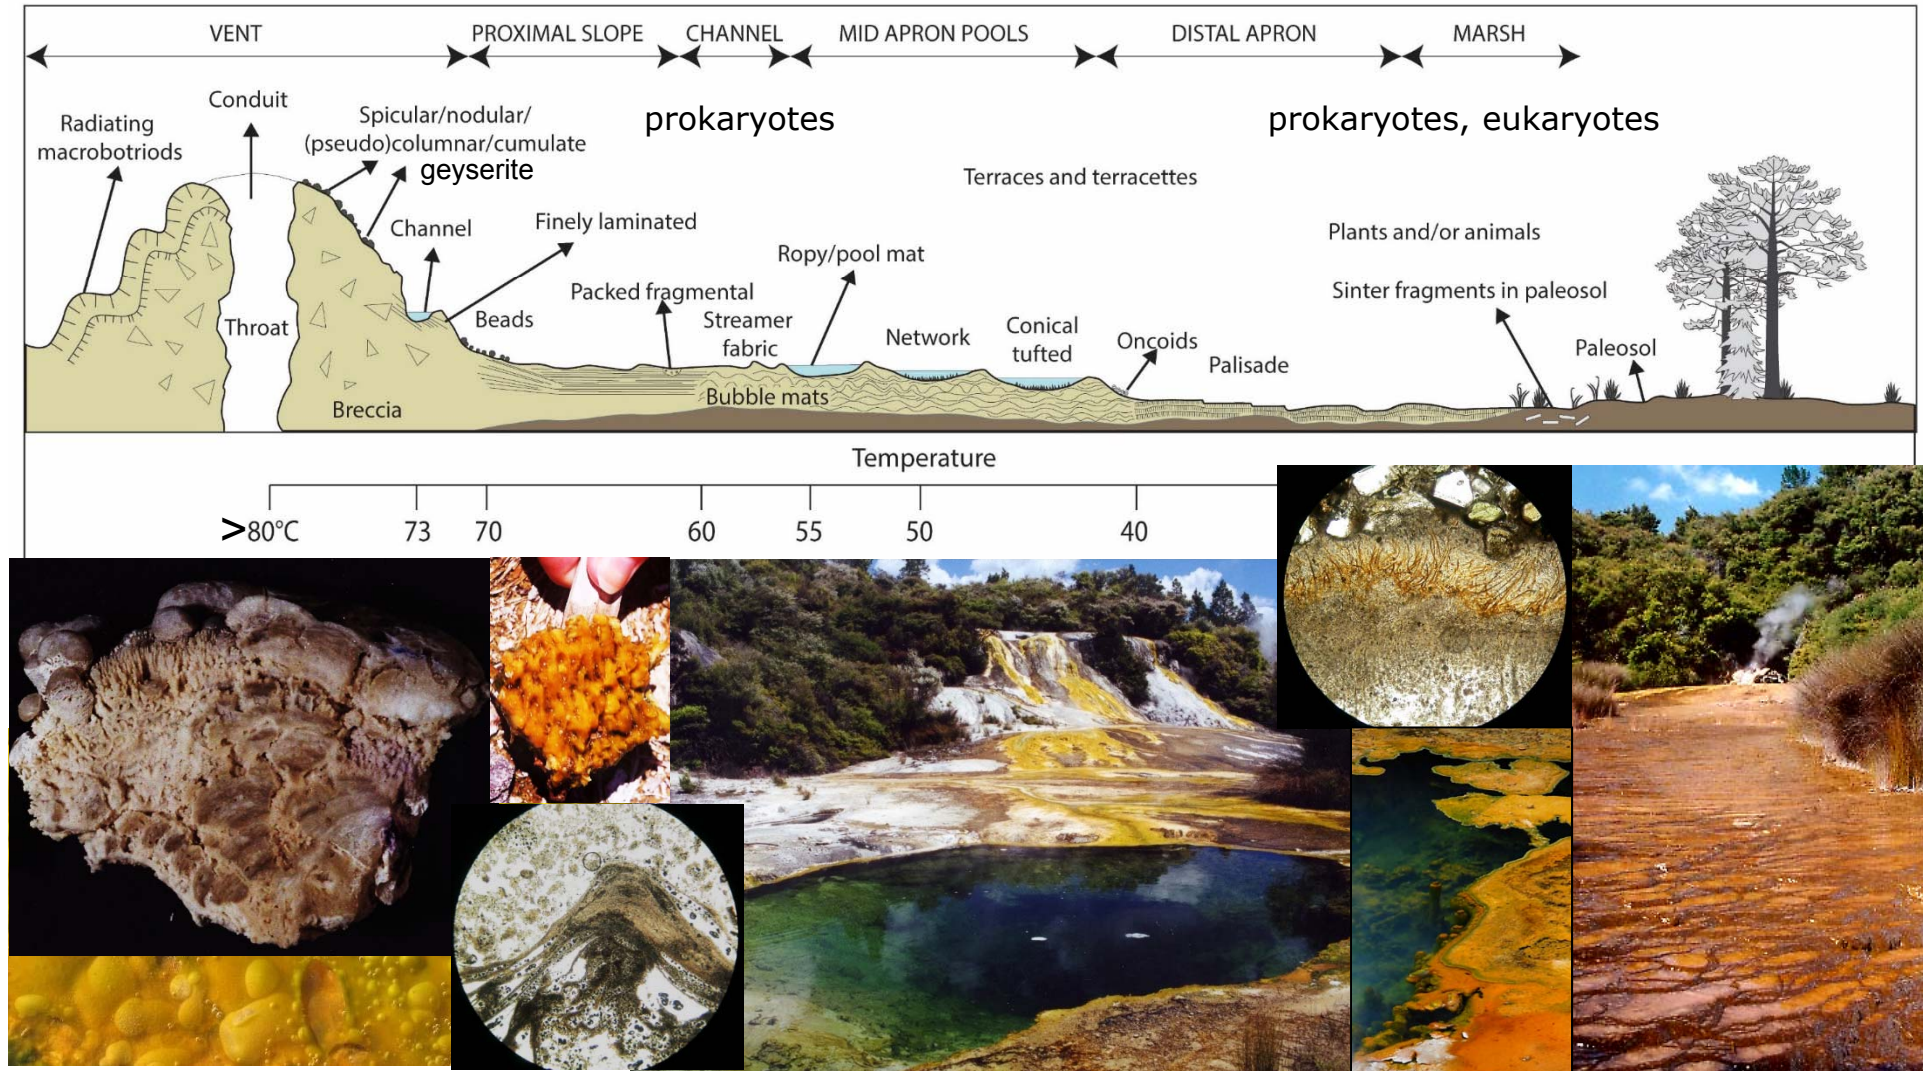 VENT
PROXIMAL SLOPE
CHANNEL
MID APRON POOLS
DISTAL APRON
MARSH
Conduit
Radiating
macrobotriods
Spicular/nodular/
(pseudo)columnar/cumulate
geyserite
prokaryotes
prokaryotes, eukaryotes
Terraces and terracettes
Channel
Finely laminated
Ropy/pool mat
Plants and/or animals
Packed fragmental
Sinter fragments in paleosol
Throat
Beads
Streamer
fabric
Network
Conical
tufted
Oncoids
Palisade
Paleosol
Breccia
Bubble mats
Temperature
>80°C
73
70
60
55
50
40